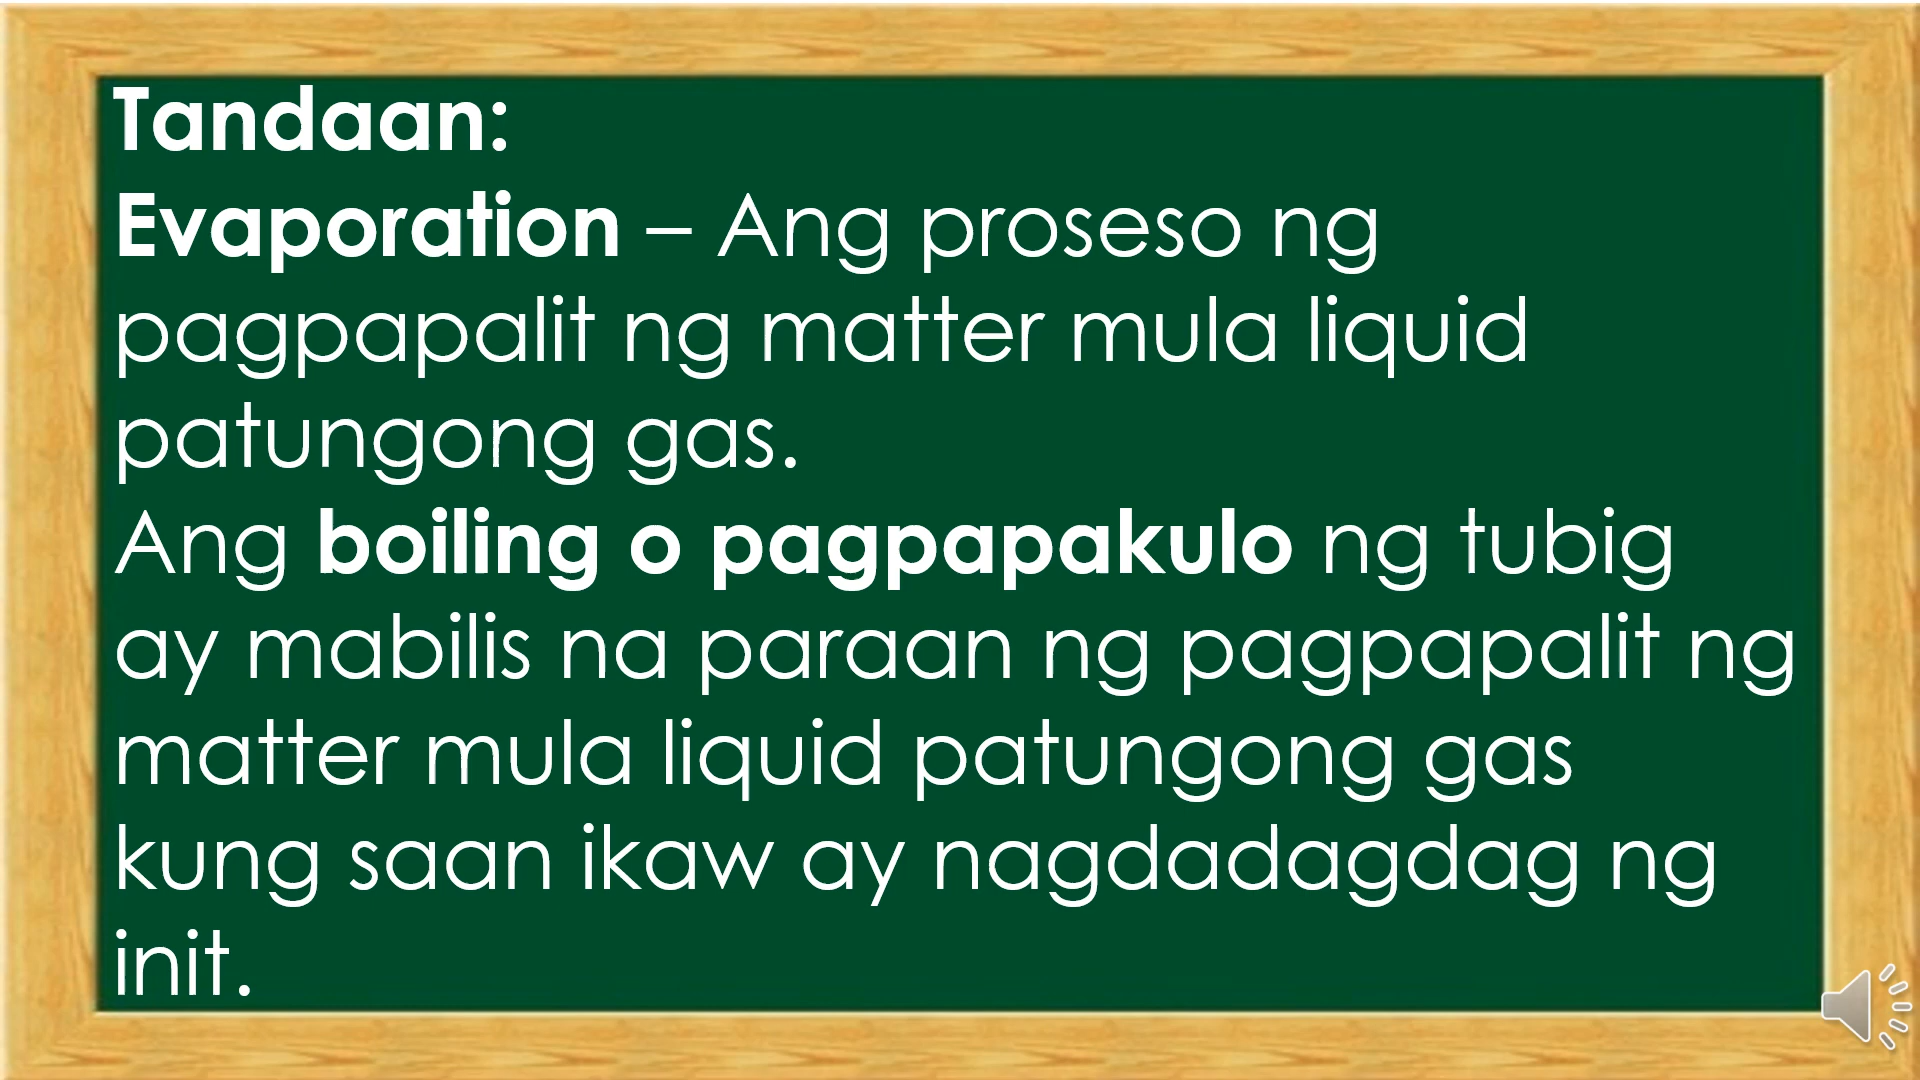 Tandaan:
Evaporation – Ang proseso ng
pagpapalit ng matter mula liquid
patungong gas.
Ang boiling o pagpapakulo ng tubig
ay mabilis na paraan ng pagpapalit ng
matter mula liquid patungong gas
kung saan ikaw ay nagdadagdag ng
init.